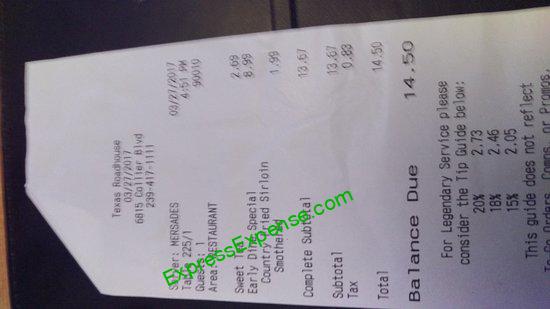 Texas Roadhouse
03/27/2017
6815 Collier Blvd
239-417-1111
Server: MERSADES 03/27/2017
225/1 4:51 PM
Guests: 1 90019
Area: RESTAURANT
Sweet Tea 2.69
Early Dine Special 8.99
Country Fried Sirloin
Smothered 1.99
Complete Subtotal 13.67
Subtotal 13.67
Tax 0.83
Total 14.50
Balance Due 14.50
For Legendary Service please
consider the Tip Guide below:
20% 2.73
18% 2.46
15% 2.05
This guide does not reflect
To Go Orders, Comps, or Promos.
ExpressExpense.com